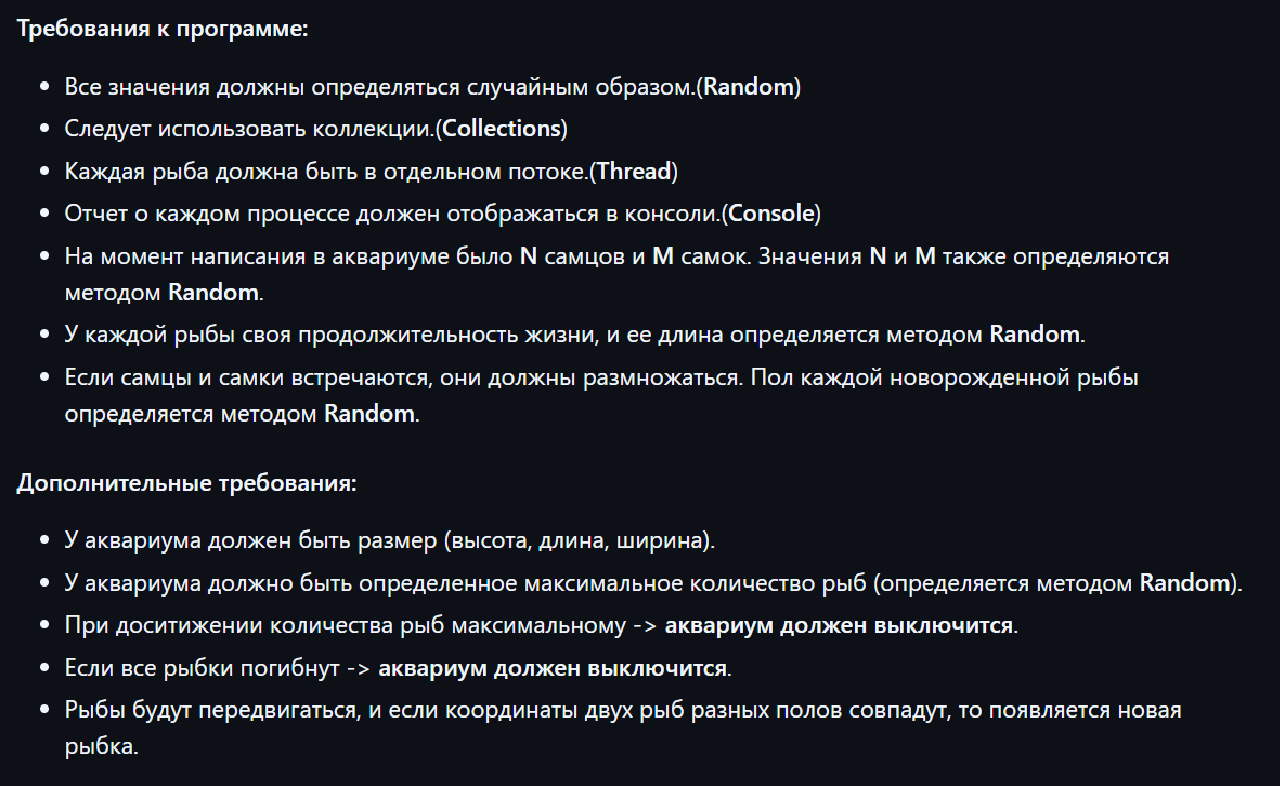 Требования к программе:
Все значения должны определяться случайным образом.(Random)
Следует использовать коллекции.(Collections)
Каждая рыба должна быть в отдельном потоке.(Thread)
Отчет о каждом процессе должен отображаться в консоли.(Console)
На момент написания в аквариуме было N самцов и M самок. Значения N и M также определяются
методом Random.
У каждой рыбы своя продолжительность жизни, и ее длина определяется методом Random.
Если самцы и самки встречаются, они должны размножаться. Пол каждой новорожденной рыбы
определяется методом Random.
Дополнительные требования:
У аквариума должен быть размер (высота, длина, ширина).
У аквариума должно быть определенное максимальное количество рыб (определяется методом Random).
При доситижении количества рыб максимальному -> аквариум должен выключится.
Если все рыбки погибнут -> аквариум должен выключится.
Рыбы будут передвигаться, и если координаты двух рыб разных полов совпадут, то появляется новая
рыбка.